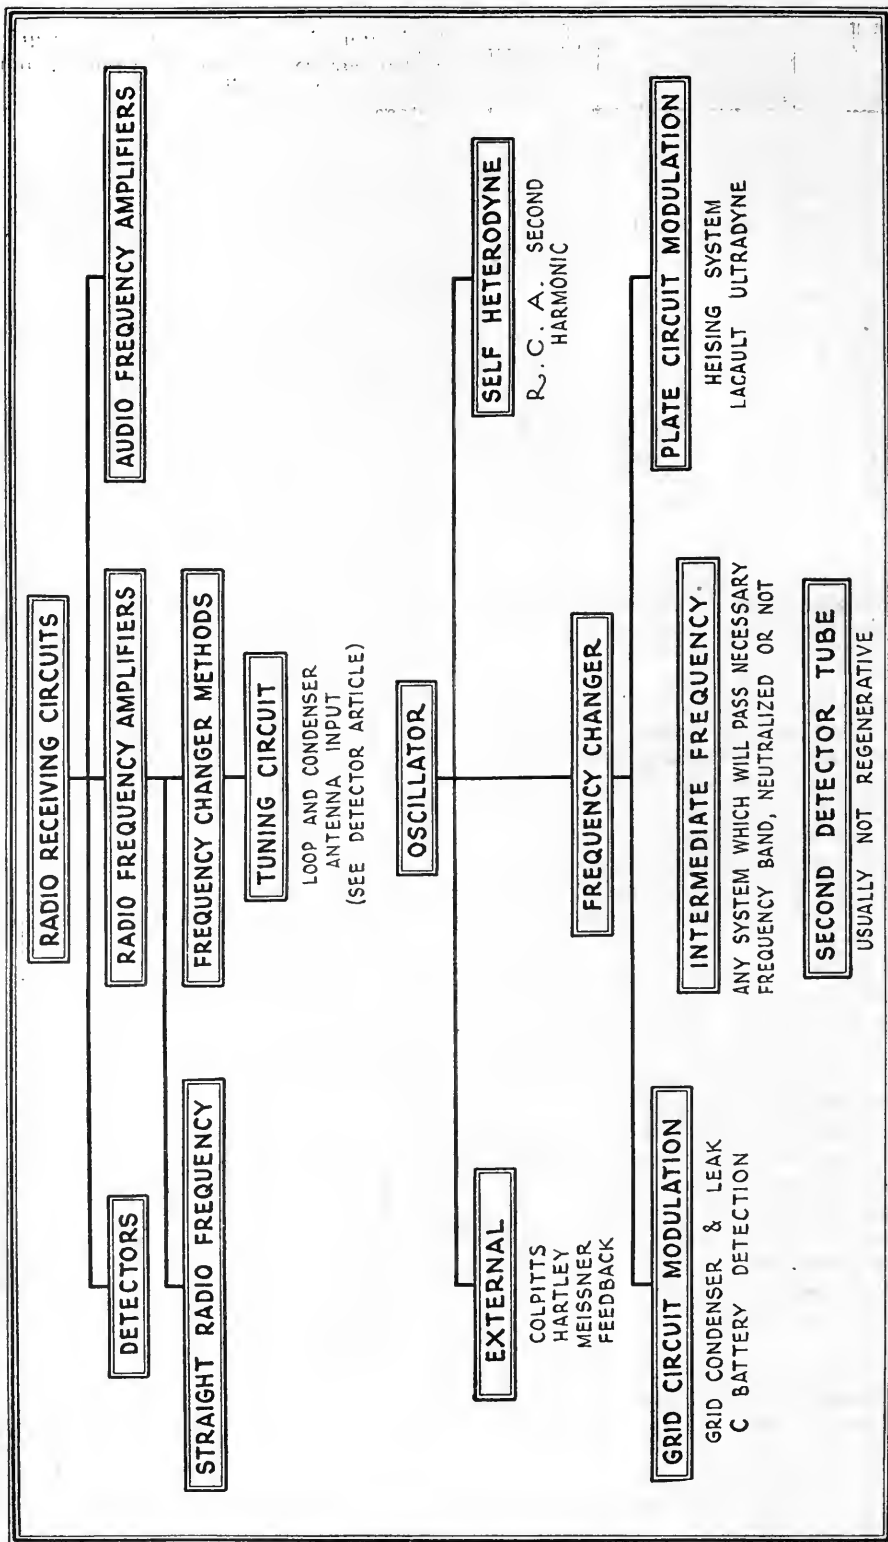 RADIO RECEIVING CIRCUITS
DETECTORS
RADIO FREQUENCY AMPLIFIERS
AUDIO FREQUENCY AMPLIFIERS
STRAIGHT RADIO FREQUENCY
FREQUENCY CHANGER METHODS
TUNING CIRCUIT
LOOP AND CONDENSER
ANTENNA INPUT
(SEE DETECTOR ARTICLE)
OSCILLATOR
EXTERNAL
COLPITTS
HARTLEY
MEISSNER
FEEDBACK
SELF HETERODYNE
R. C. A. SECOND
HARMONIC
FREQUENCY CHANGER
GRID CIRCUIT MODULATION
GRID CONDENSER & LEAK
C BATTERY DETECTION
INTERMEDIATE FREQUENCY.
ANY SYSTEM WHICH WILL PASS NECESSARY
FREQUENCY BAND, NEUTRALIZED OR NOT
PLATE CIRCUIT MODULATION
HEISING SYSTEM
LACAULT ULTRADYNE
SECOND DETECTOR TUBE
USUALLY NOT REGENERATIVE